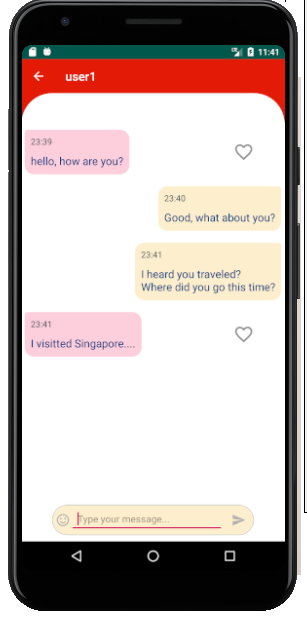 11:41
user1
23:39
hello, how are you?
23:40
Good, what about you?
23:41
I heard you traveled?
Where did you go this time?
23:41
I visitted Singapore....
Type your message...